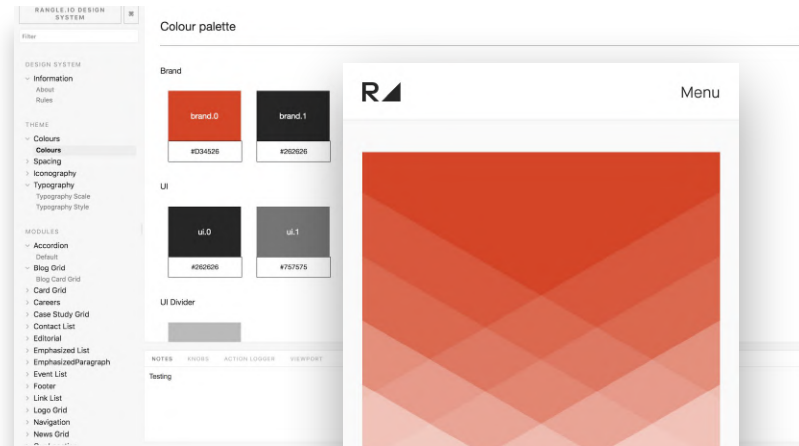 RANGLE.IO DESIGN
SYSTEM
⌘
Filter
DESIGN SYSTEM
Information
About
Rules
THEME
Colours
Colours
Spacing
Iconography
Typography
Typography Scale
Typography Style
MODULES
Accordion
Default
Blog Grid
Blog Card Grid
Card Grid
Careers
Case Study Grid
Contact List
Editorial
Emphasized List
EmphasizedParagraph
Event List
Footer
Link List
Logo Grid
Navigation
News Grid
Colour palette
Brand
brand.0
brand.1
#D34526
#262626
UI
ui.0
ui.1
#262626
#757575
UI Divider
NOTES KNOBS ACTION LOGGER VIEWPORT
Testing
R
Menu